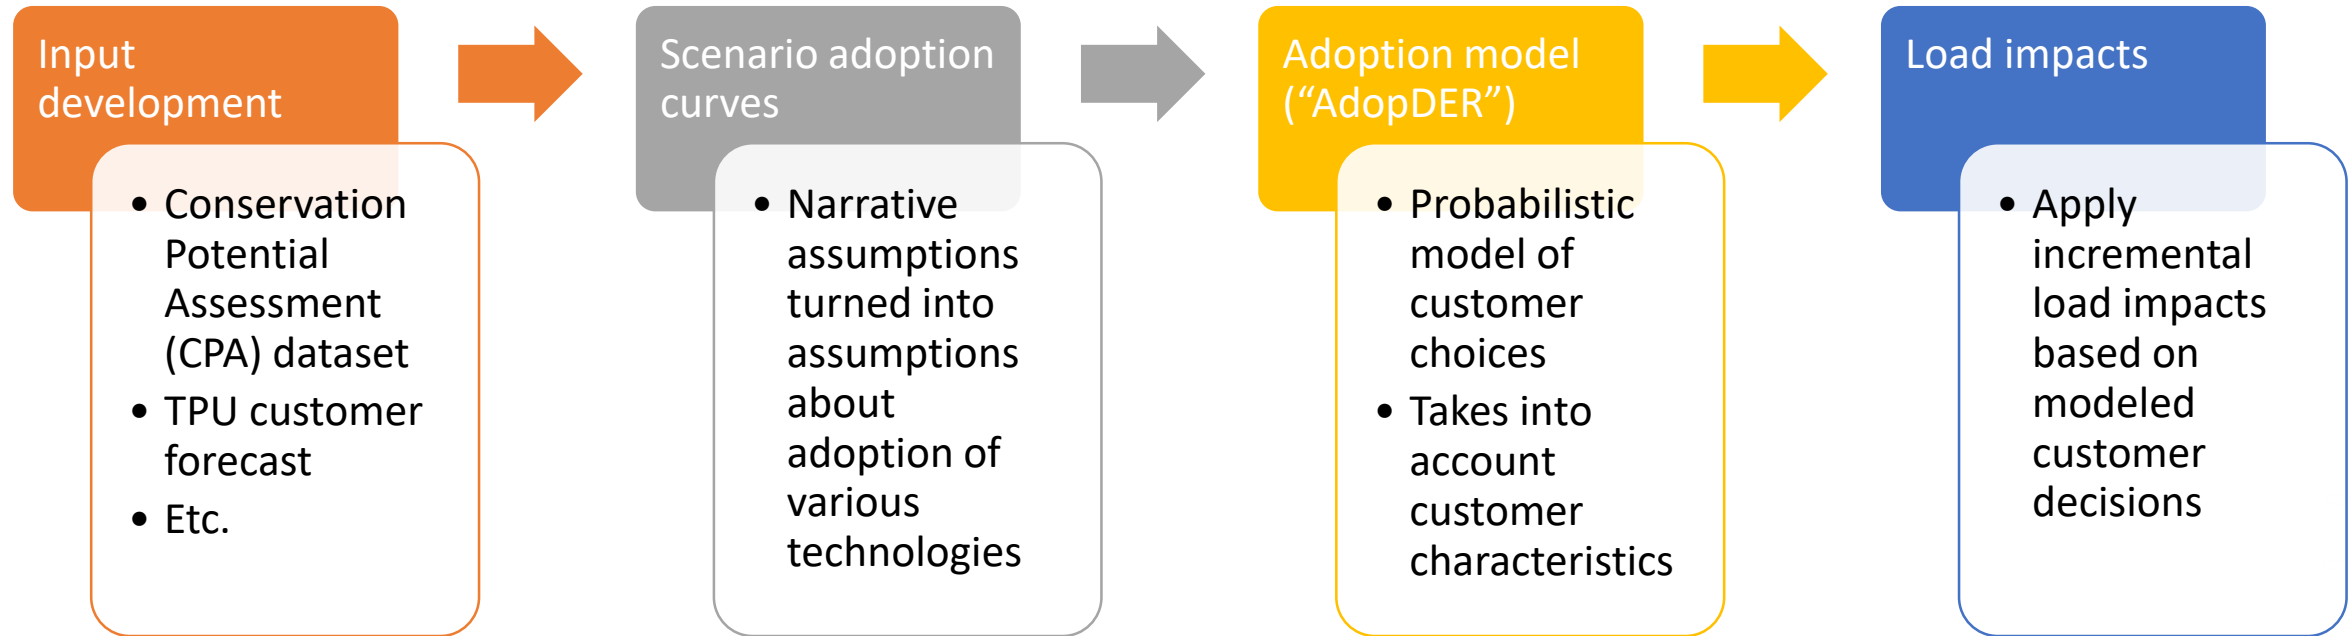 Input
development
• Conservation
Potential
Assessment
(CPA) dataset
• TPU customer
forecast
• Etc.
Scenario adoption
curves
• Narrative
assumptions
turned into
assumptions
about
adoption of
various
technologies
Adoption model
(“AdopDER”)
• Probabilistic
model of
customer
choices
• Takes into
account
customer
characteristics
Load impacts
• Apply
incremental
load impacts
based on
modeled
customer
decisions